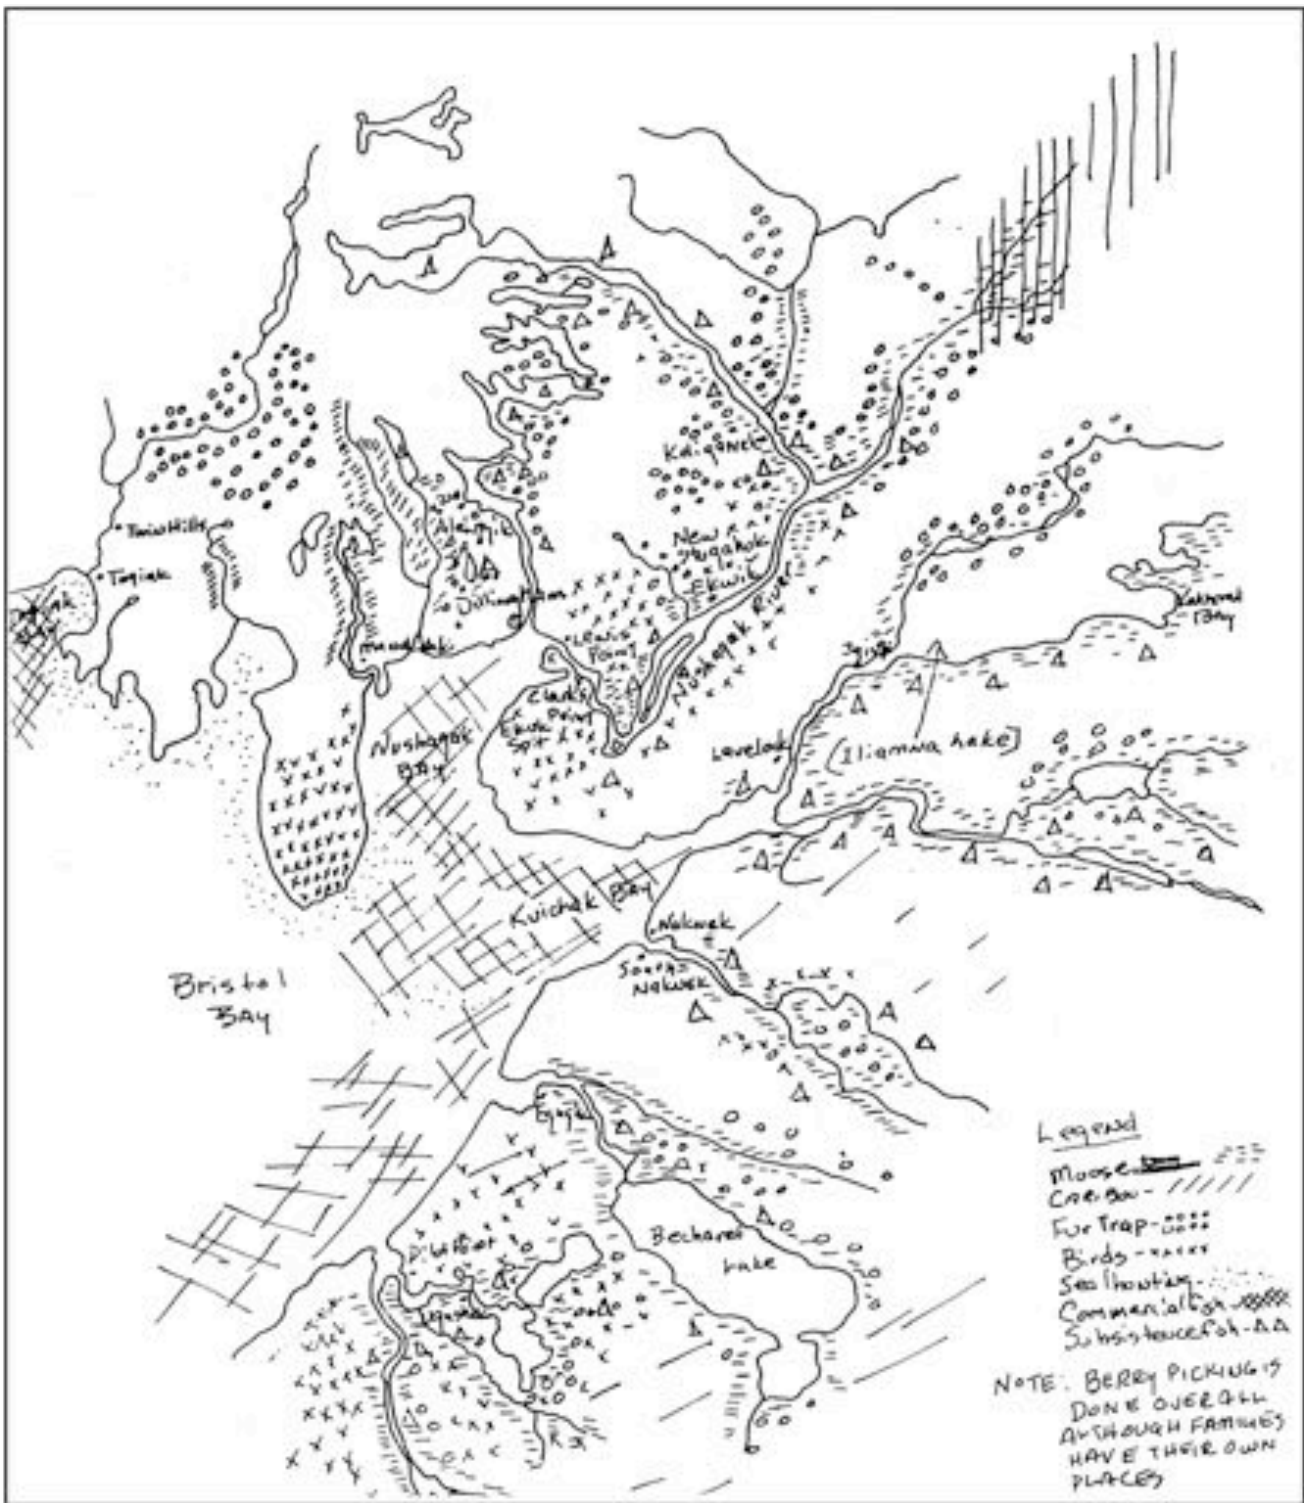 Koliganek
New
Stuyahok
Ekwok
Twin Hills
Togiak
BAY
Aleknagik
Dillingham
Manokotak
Lewis
Point
Nushagak
River
Clark's
Point
Ekuk
Spit
Nushagak
BAY
Kakhonak
BAY
Igiugig
Levelock
[Iliamna Lake]
Kvichak BAY
Naknek
South
Naknek
Bristol
BAY
Egegik
Becharof
Lake
Pilot Point
Ugashik
Legend
Moose
Caribou -
Fur Trap -
Birds -
Seal hunting -
Commercial fish -
Subsistence fish -
NOTE: BERRY PICKING IS
DONE OVERALL
ALTHOUGH FAMILIES
HAVE THEIR OWN
PLACES